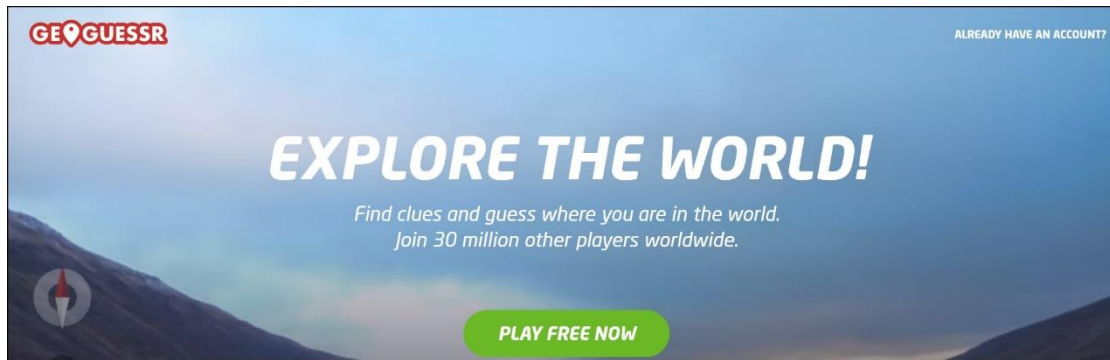 GEOGUESSR
ALREADY HAVE AN ACCOUNT?
EXPLORE THE WORLD!
Find clues and guess where you are in the world.
Join 30 million other players worldwide.
PLAY FREE NOW